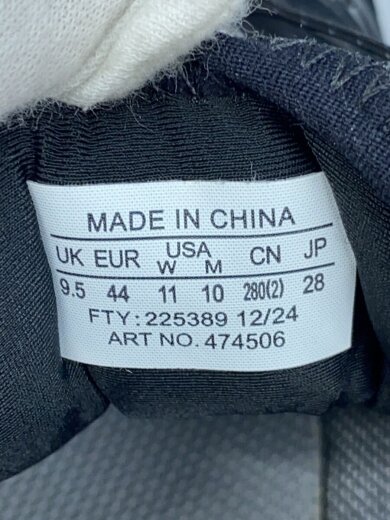 MADE IN CHINA
UK EUR USA CN JP
W M
9.5 44 11 10 280(2) 28
FTY: 225389 12/24
ART NO. 474506